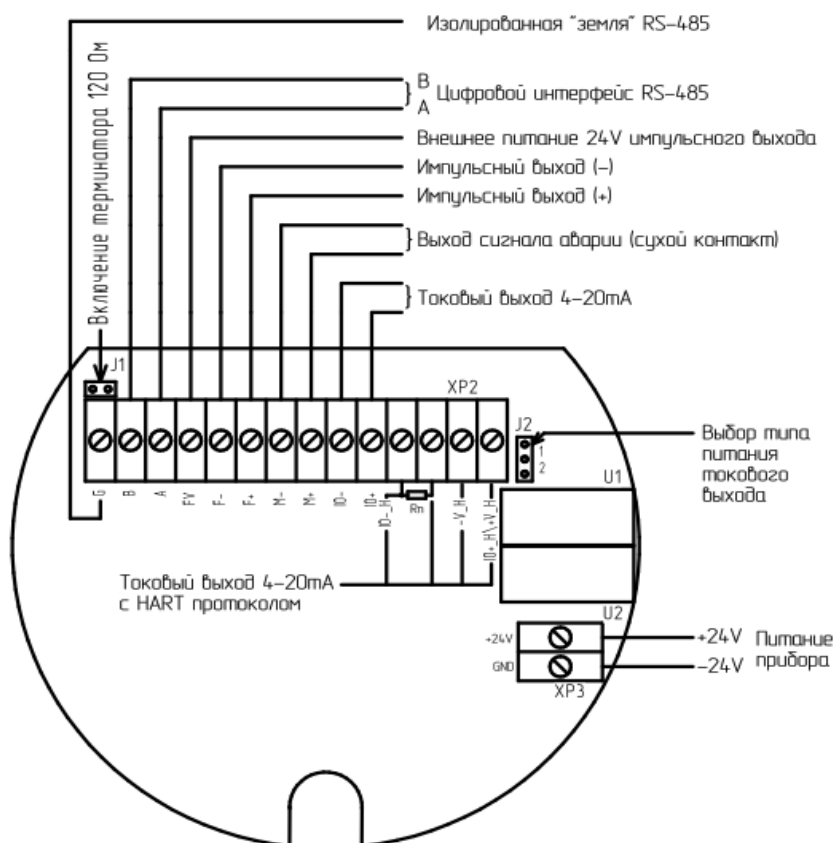 Изолированная "земля" RS-485
B
A
Цифровой интерфейс RS-485
Внешнее питание 24V импульсного выхода
Импульсный выход (-)
Импульсный выход (+)
Выход сигнала аварии (сухой контакт)
Токовый выход 4-20mA
Включение терминатора 120 Ом
J1
XP2
J2
1
2
Выбор типа
питания
токового
выхода
G
B
A
FV
F-
F+
M-
M+
IO-
IO+
IO-_H
Rn
-V_H
IO+_H\+V_H
U1
Токовый выход 4-20mA
с HART протоколом
U2
+24V
GND
XP3
+24V
-24V
Питание
прибора